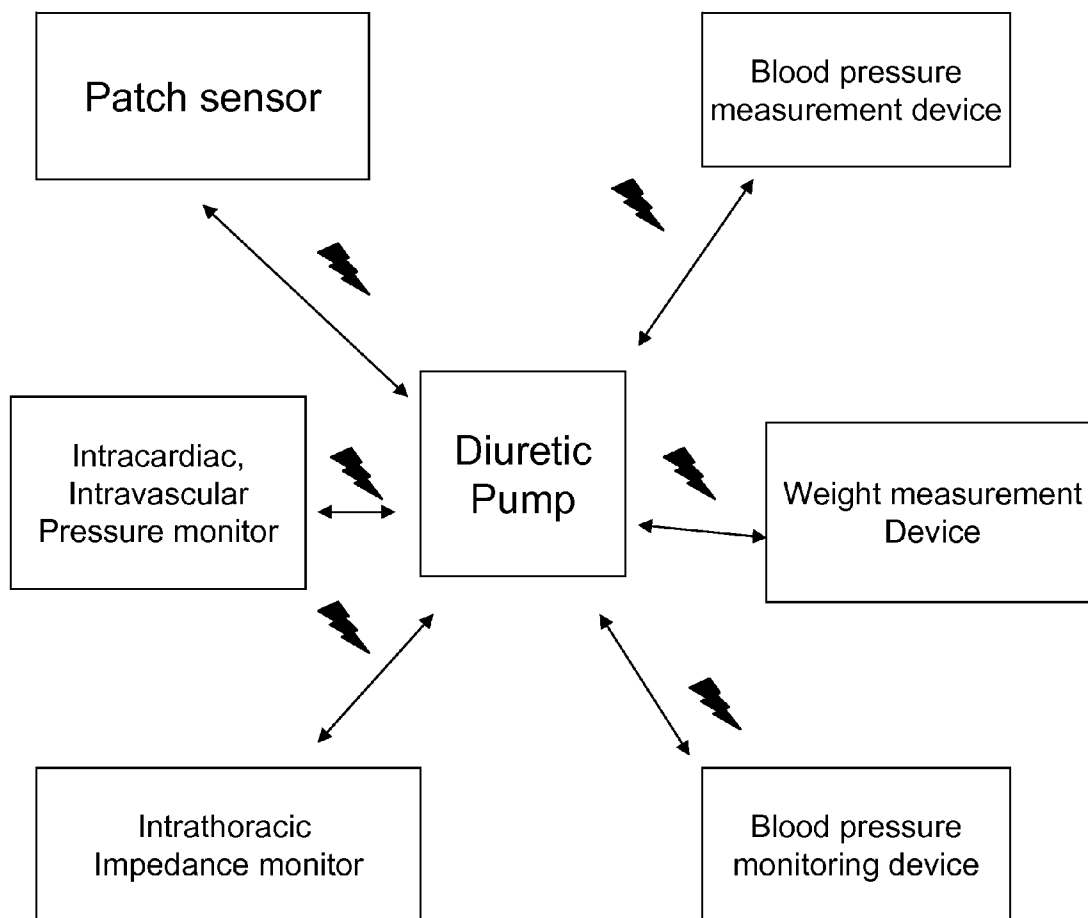 Patch sensor
Blood pressure
measurement device
Intracardiac,
Intravascular
Pressure monitor
Diuretic
Pump
Weight measurement
Device
Intrathoracic
Impedance monitor
Blood pressure
monitoring device